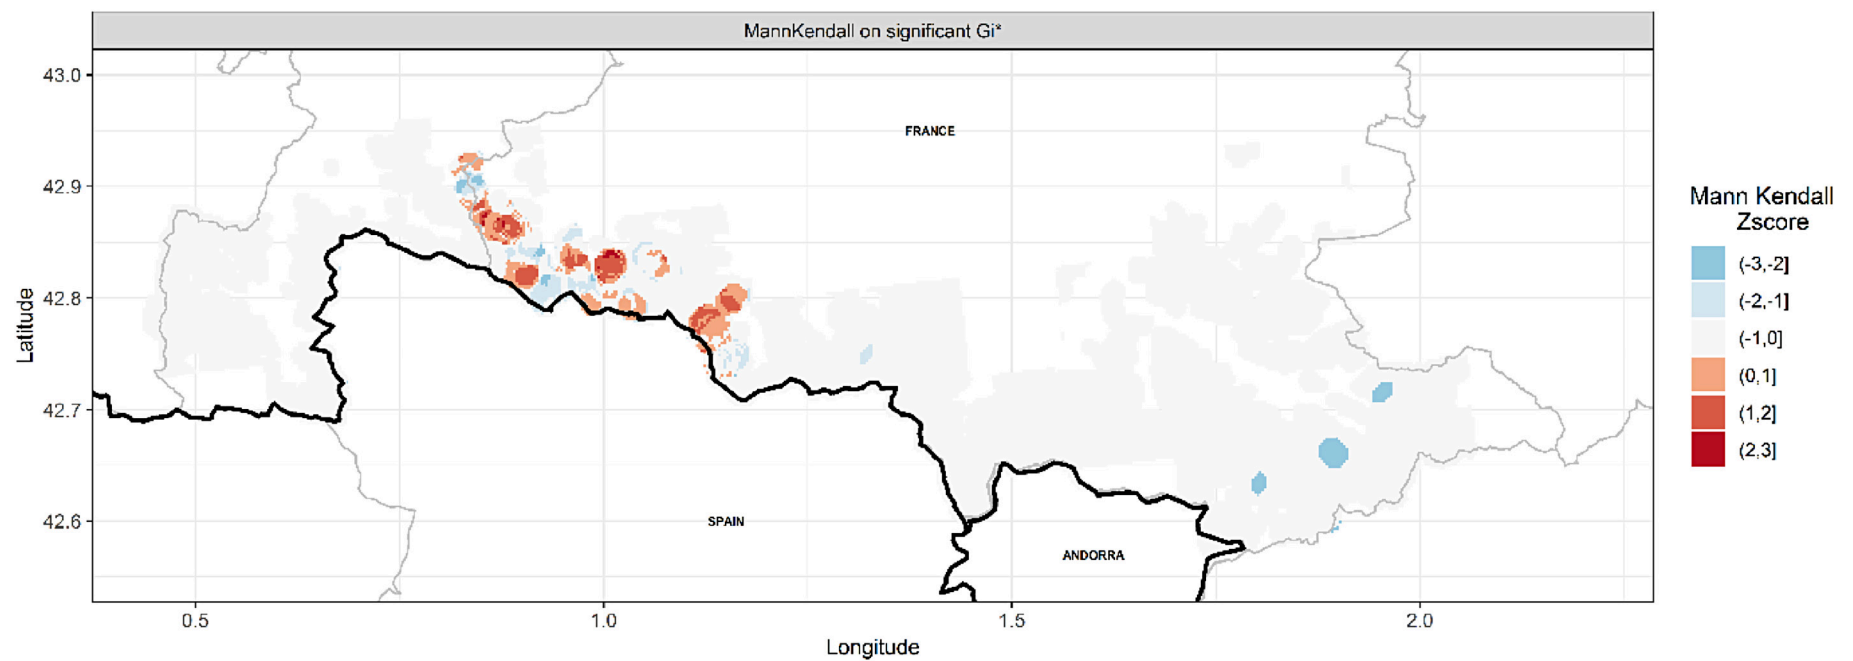 MannKendall on significant Gi*
43.0
42.9
42.8
42.7
42.6
Latitude
FRANCE
SPAIN
ANDORRA
0.5
1.0
1.5
2.0
Longitude
Mann Kendall
Zscore
(-3,-2]
(-2,-1]
(-1,0]
(0,1]
(1,2]
(2,3]